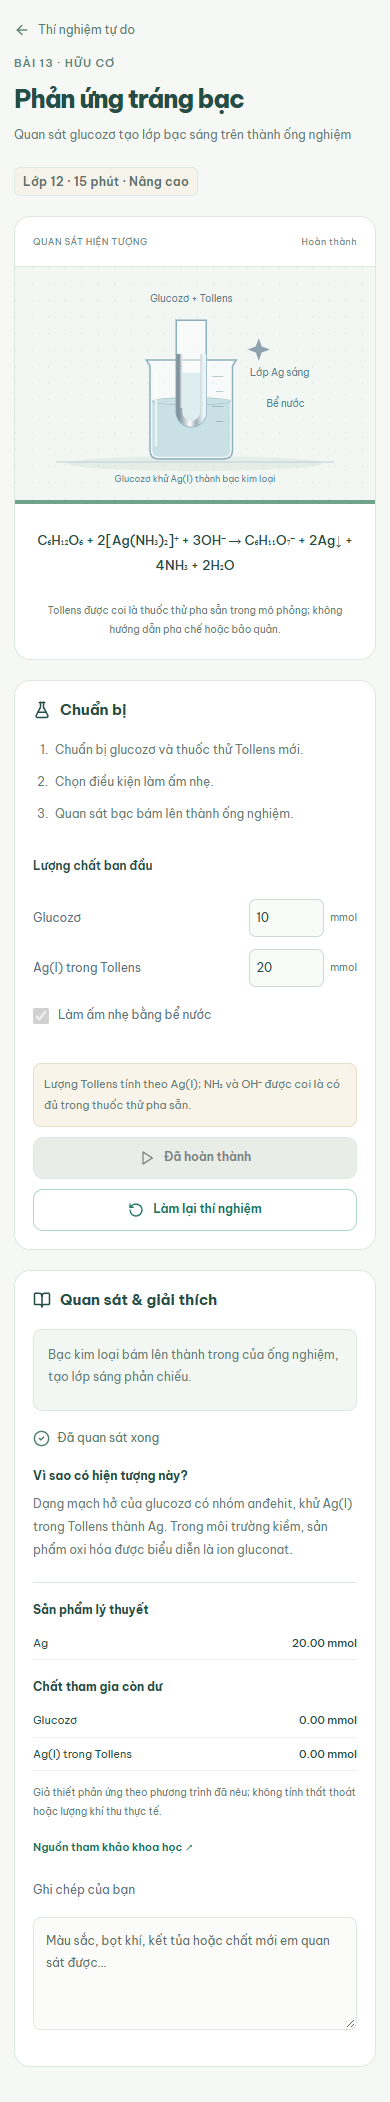 Thí nghiệm tự do
BÀI 13 · HỮU CƠ
Phản ứng tráng bạc
Quan sát glucozơ tạo lớp bạc sáng trên thành ống nghiệm
Lớp 12 · 15 phút · Nâng cao
QUAN SÁT HIỆN TƯỢNG
Hoàn thành
Glucozơ + Tollens
Lớp Ag sáng
Bể nước
Glucozơ khử Ag(I) thành bạc kim loại
C₆H₁₂O₆ + 2[Ag(NH₃)₂]⁺ + 3OH⁻ → C₆H₁₁O₇⁻ + 2Ag↓ +
4NH₃ + 2H₂O
Tollens được coi là thuốc thử pha sẵn trong mô phỏng; không
hướng dẫn pha chế hoặc bảo quản.
Chuẩn bị
1. Chuẩn bị glucozơ và thuốc thử Tollens mới.
2. Chọn điều kiện làm ấm nhẹ.
3. Quan sát bạc bám lên thành ống nghiệm.
Lượng chất ban đầu
Glucozơ 10 mmol
Ag(I) trong Tollens 20 mmol
Làm ấm nhẹ bằng bể nước
Lượng Tollens tính theo Ag(I); NH₃ và OH⁻ được coi là có
đủ trong thuốc thử pha sẵn.
Đã hoàn thành
Làm lại thí nghiệm
Quan sát & giải thích
Bạc kim loại bám lên thành trong của ống nghiệm,
tạo lớp sáng phản chiếu.
Đã quan sát xong
Vì sao có hiện tượng này?
Dạng mạch hở của glucozơ có nhóm anđehit, khử Ag(I)
trong Tollens thành Ag. Trong môi trường kiềm, sản
phẩm oxi hóa được biểu diễn là ion gluconat.
Sản phẩm lý thuyết
Ag 20.00 mmol
Chất tham gia còn dư
Glucozơ 0.00 mmol
Ag(I) trong Tollens 0.00 mmol
Giả thiết phản ứng theo phương trình đã nêu; không tính thất thoát
hoặc lượng khí thu thực tế.
Nguồn tham khảo khoa học ↗
Ghi chép của bạn
Màu sắc, bọt khí, kết tủa hoặc chất mới em quan
sát được...